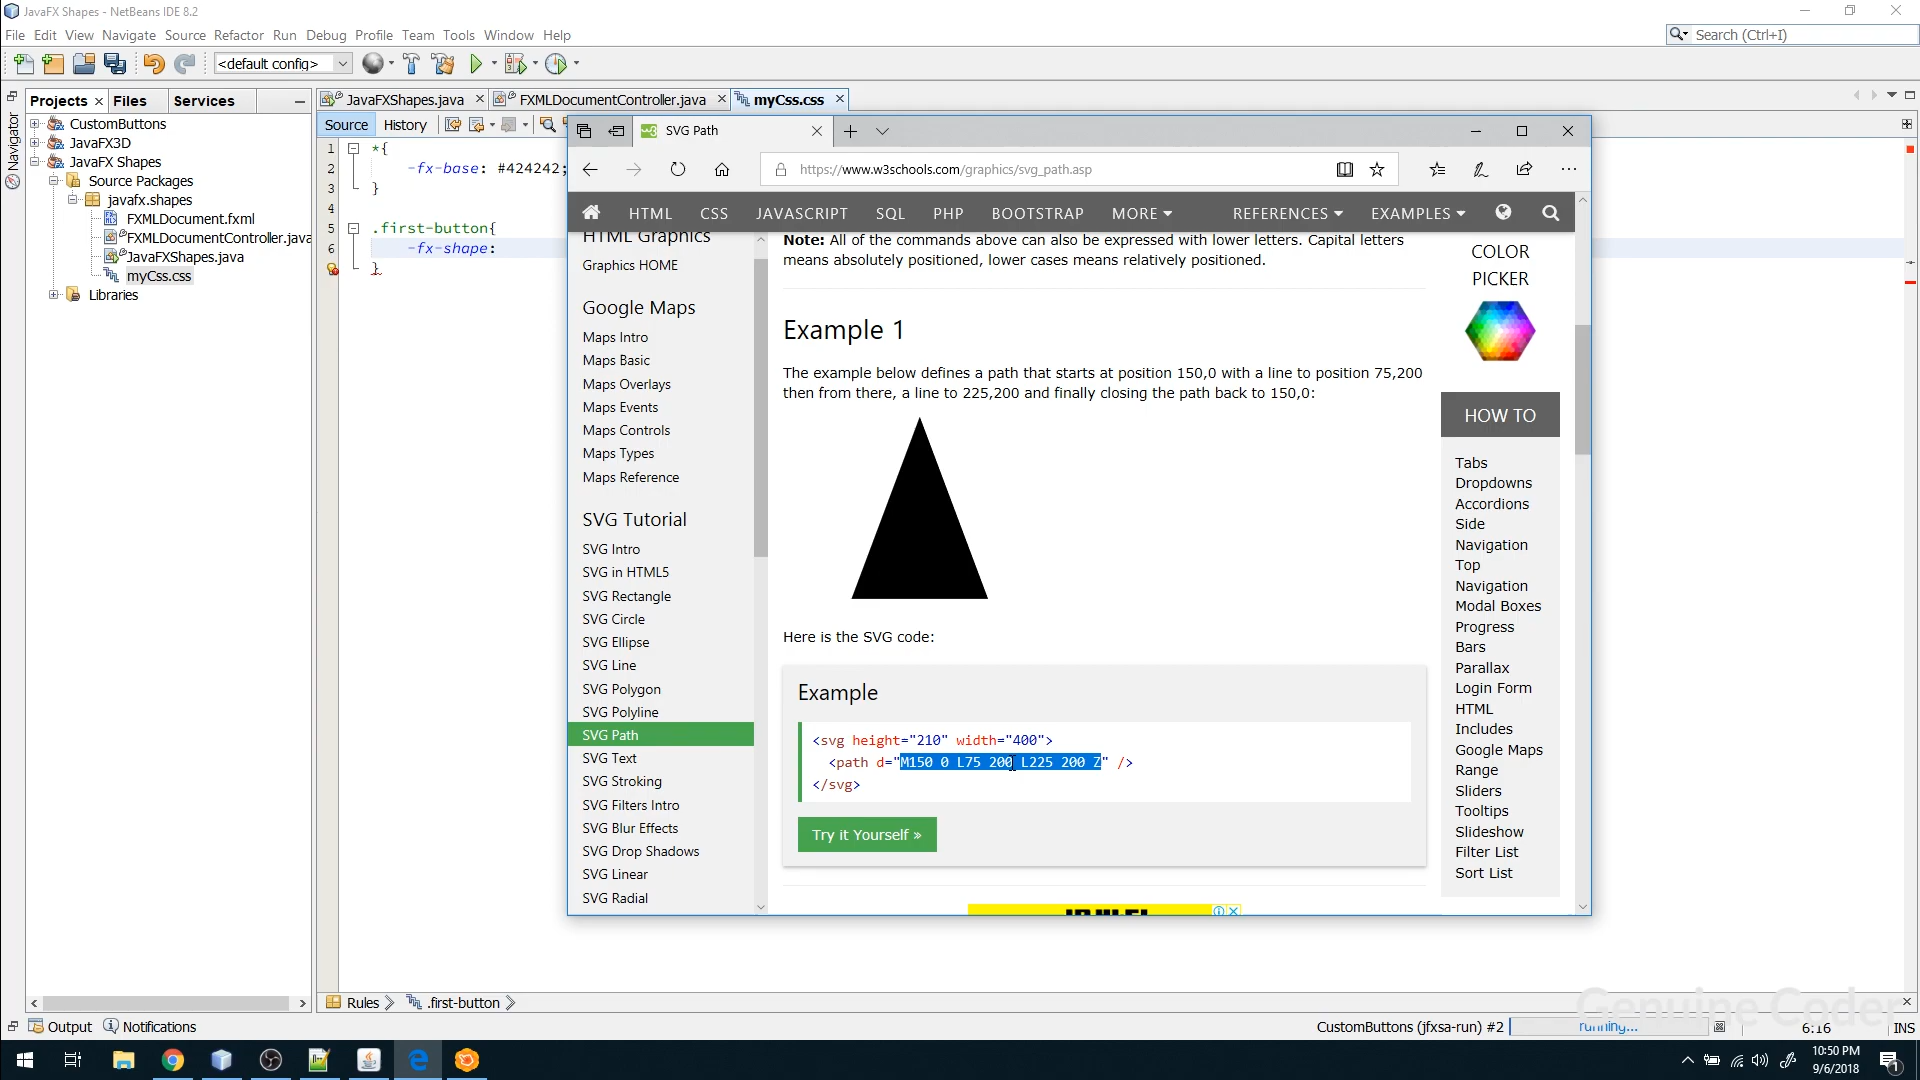 JavaFX Shapes - NetBeans IDE 8.2
File Edit View Navigate Source Refactor Run Debug Profile Team Tools Window Help
Search (Ctrl+I)
<default config>
Projects Files Services
Navigator
CustomButtons
JavaFX3D
JavaFX Shapes
Source Packages
javafx.shapes
FXMLDocument.fxml
FXMLDocumentController.java
JavaFXShapes.java
myCss.css
Libraries
JavaFXShapes.java FXMLDocumentController.java myCss.css
Source History
1 *{
2 -fx-base: #424242;
3 }
4
5 .first-button{
6 -fx-shape:
}
SVG Path
https://www.w3schools.com/graphics/svg_path.asp
HTML CSS JAVASCRIPT SQL PHP BOOTSTRAP MORE REFERENCES EXAMPLES
HTML Graphics
Graphics HOME
Google Maps
Maps Intro
Maps Basic
Maps Overlays
Maps Events
Maps Controls
Maps Types
Maps Reference
SVG Tutorial
SVG Intro
SVG in HTML5
SVG Rectangle
SVG Circle
SVG Ellipse
SVG Line
SVG Polygon
SVG Polyline
SVG Path
SVG Text
SVG Stroking
SVG Filters Intro
SVG Blur Effects
SVG Drop Shadows
SVG Linear
SVG Radial
Note: All of the commands above can also be expressed with lower letters. Capital letters
means absolutely positioned, lower cases means relatively positioned.
Example 1
The example below defines a path that starts at position 150,0 with a line to position 75,200
then from there, a line to 225,200 and finally closing the path back to 150,0:
Here is the SVG code:
Example
<svg height="210" width="400">
<path d="M150 0 L75 200 L225 200 Z" />
</svg>
Try it Yourself »
COLOR
PICKER
HOW TO
Tabs
Dropdowns
Accordions
Side
Navigation
Top
Navigation
Modal Boxes
Progress
Bars
Parallax
Login Form
HTML
Includes
Google Maps
Range
Sliders
Tooltips
Slideshow
Filter List
Sort List
Rules .first-button
Genuine Coder
Output Notifications
CustomButtons (jfxsa-run) #2 running... 6:16 INS
10:50 PM
9/6/2018
1